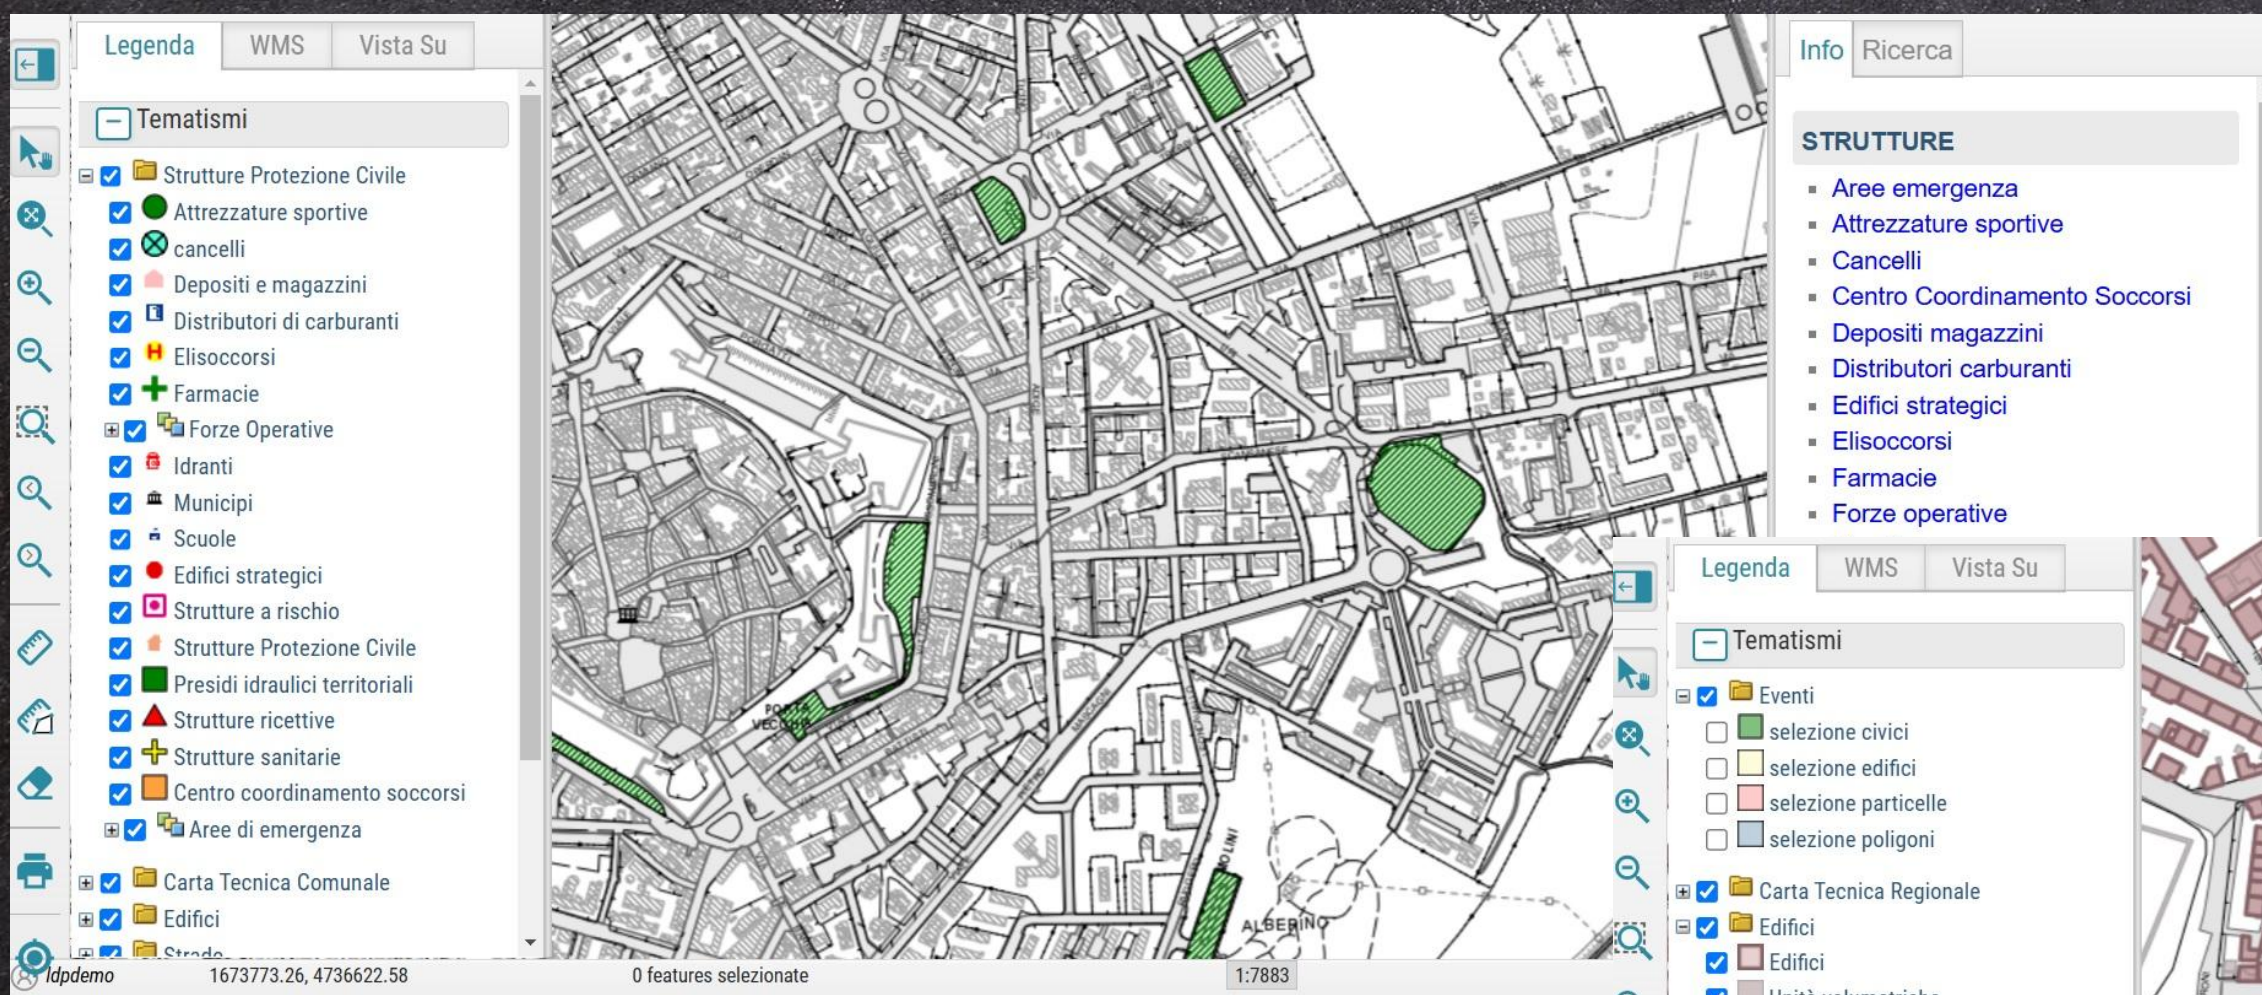 Legenda
WMS
Vista Su
Tematismi
Strutture Protezione Civile
Attrezzature sportive
cancelli
Depositi e magazzini
Distributori di carburanti
Elisoccorsi
Farmacie
Forze Operative
Idranti
Municipi
Scuole
Edifici strategici
Strutture a rischio
Strutture Protezione Civile
Presidi idraulici territoriali
Strutture ricettive
Strutture sanitarie
Centro coordinamento soccorsi
Aree di emergenza
Carta Tecnica Comunale
Edifici
Strade
ldpdemo
1673773.26, 4736622.58
0 features selezionate
1:7883
PORTA
VECCHIA
MOLINI
ALBERINO
PISA
VIA
Info
Ricerca
STRUTTURE
Aree emergenza
Attrezzature sportive
Cancelli
Centro Coordinamento Soccorsi
Depositi magazzini
Distributori carburanti
Edifici strategici
Elisoccorsi
Farmacie
Forze operative
Legenda
WMS
Vista Su
Tematismi
Eventi
selezione civici
selezione edifici
selezione particelle
selezione poligoni
Carta Tecnica Regionale
Edifici
Edifici